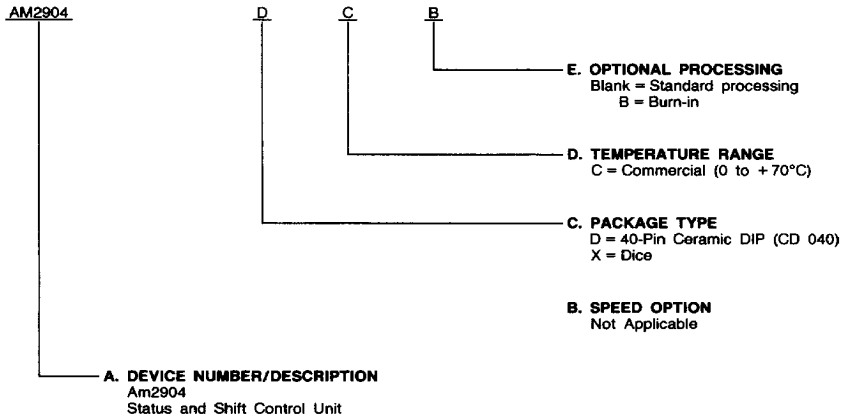 AM2904 D C B
E. OPTIONAL PROCESSING
Blank = Standard processing
B = Burn-in
D. TEMPERATURE RANGE
C = Commercial (0 to +70°C)
C. PACKAGE TYPE
D = 40-Pin Ceramic DIP (CD 040)
X = Dice
B. SPEED OPTION
Not Applicable
A. DEVICE NUMBER/DESCRIPTION
Am2904
Status and Shift Control Unit